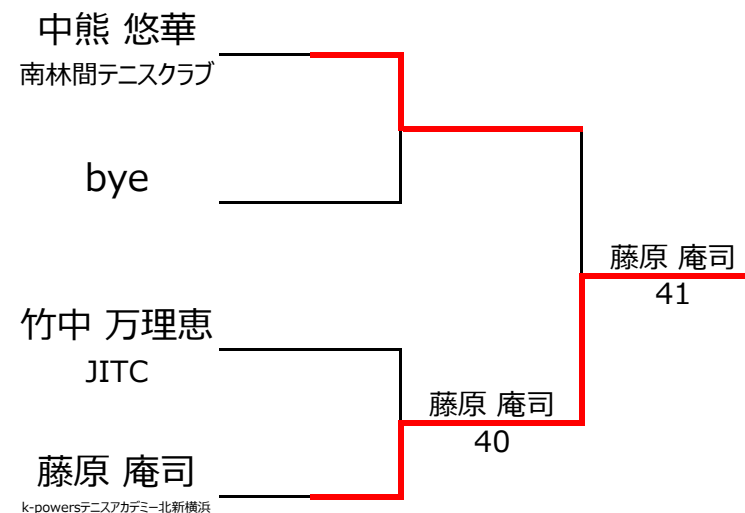 中熊 悠華
南林間テニスクラブ
bye
竹中 万理恵
JITC
藤原 庵司
k-powersテニスアカデミー北新横浜
藤原 庵司
40
藤原 庵司
41